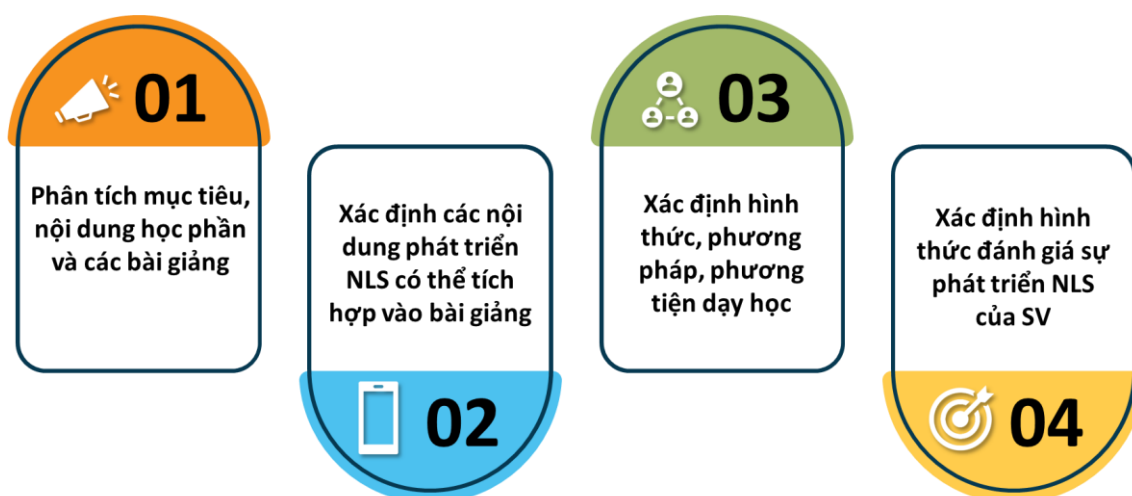 01
Phân tích mục tiêu,
nội dung học phần
và các bài giảng
Xác định các nội
dung phát triển
NLS có thể tích
hợp vào bài giảng
02
03
Xác định hình
thức, phương
pháp, phương
tiện dạy học
Xác định hình
thức đánh giá sự
phát triển NLS
của SV
04